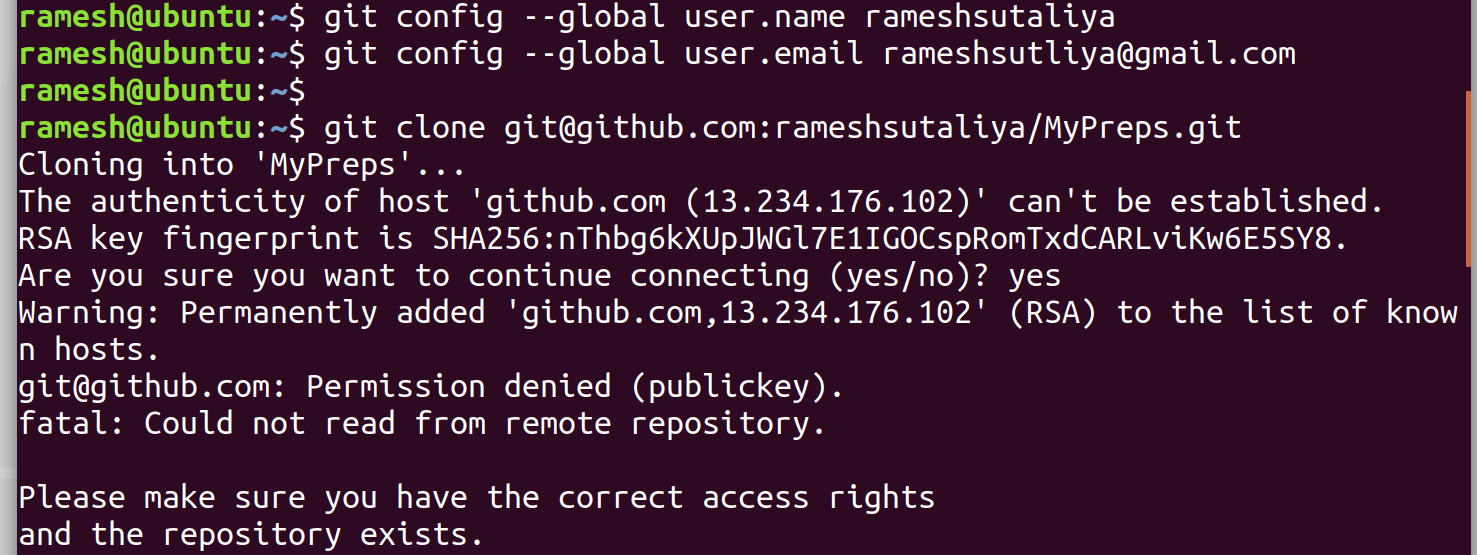 ramesh@ubuntu:~$ git config --global user.name rameshsutaliya
ramesh@ubuntu:~$ git config --global user.email rameshsutliya@gmail.com
ramesh@ubuntu:~$
ramesh@ubuntu:~$ git clone git@github.com:rameshsutaliya/MyPreps.git
Cloning into 'MyPreps'...
The authenticity of host 'github.com (13.234.176.102)' can't be established.
RSA key fingerprint is SHA256:nThbg6kXUpJWGl7E1IGOCspRomTxdCARLviKw6E5SY8.
Are you sure you want to continue connecting (yes/no)? yes
Warning: Permanently added 'github.com,13.234.176.102' (RSA) to the list of know
n hosts.
git@github.com: Permission denied (publickey).
fatal: Could not read from remote repository.

Please make sure you have the correct access rights
and the repository exists.